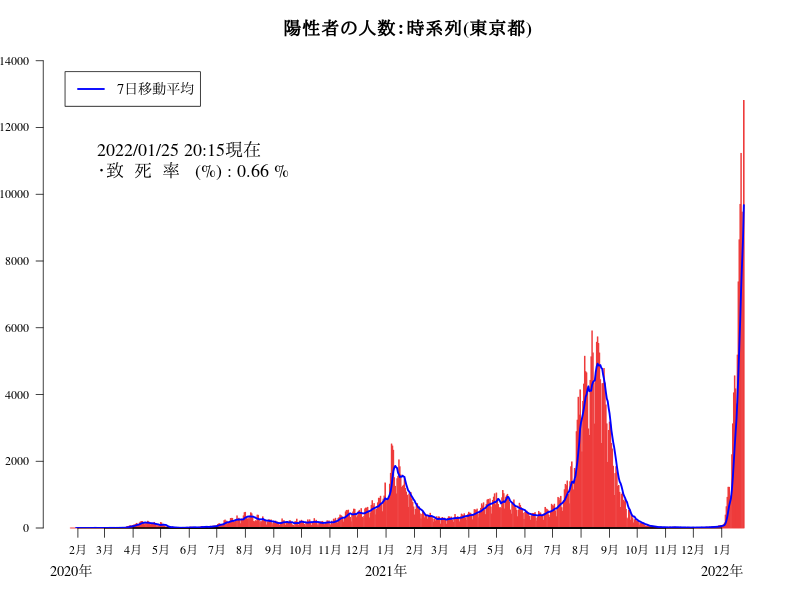 陽性者の人数：時系列(東京都)
14000
7日移動平均
12000
2022/01/25 20:15現在
・致 死 率 (%) : 0.66 %
10000
8000
6000
4000
2000
0
2月 3月 4月 5月 6月 7月 8月 9月 10月 11月 12月 1月 2月 3月 4月 5月 6月 7月 8月 9月 10月 11月 12月 1月
2020年 2021年 2022年